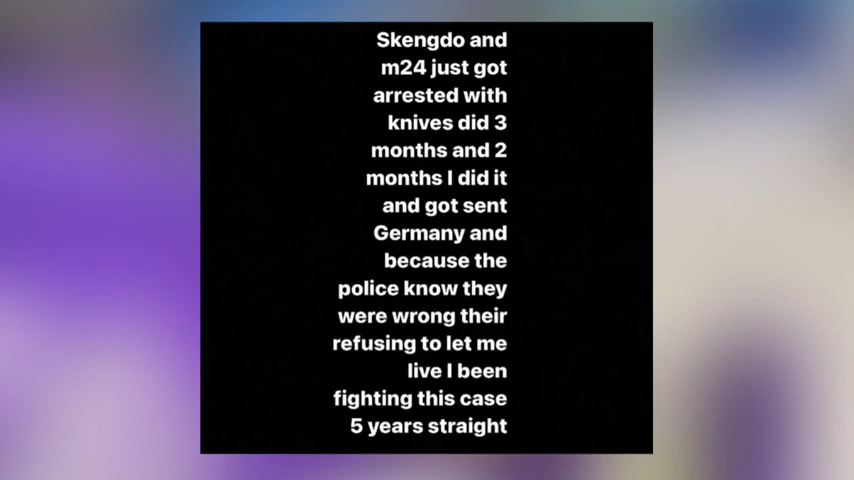 Skengdo and
m24 just got
arrested with
knives did 3
months and 2
months I did it
and got sent
Germany and
because the
police know they
were wrong their
refusing to let me
live I been
fighting this case
5 years straight